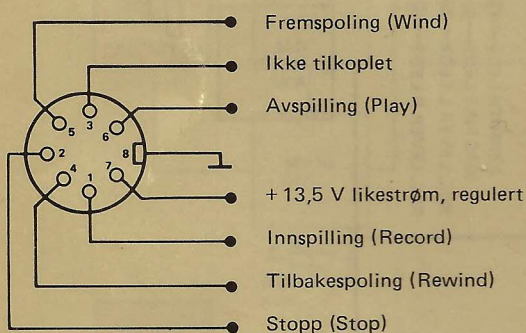 Fremspoling (Wind)
Ikke tilkoplet
Avspilling (Play)
5
3
6
2
8
4
1
7
+ 13,5 V likestrøm, regulert
Innspilling (Record)
Tilbakespoling (Rewind)
Stopp (Stop)